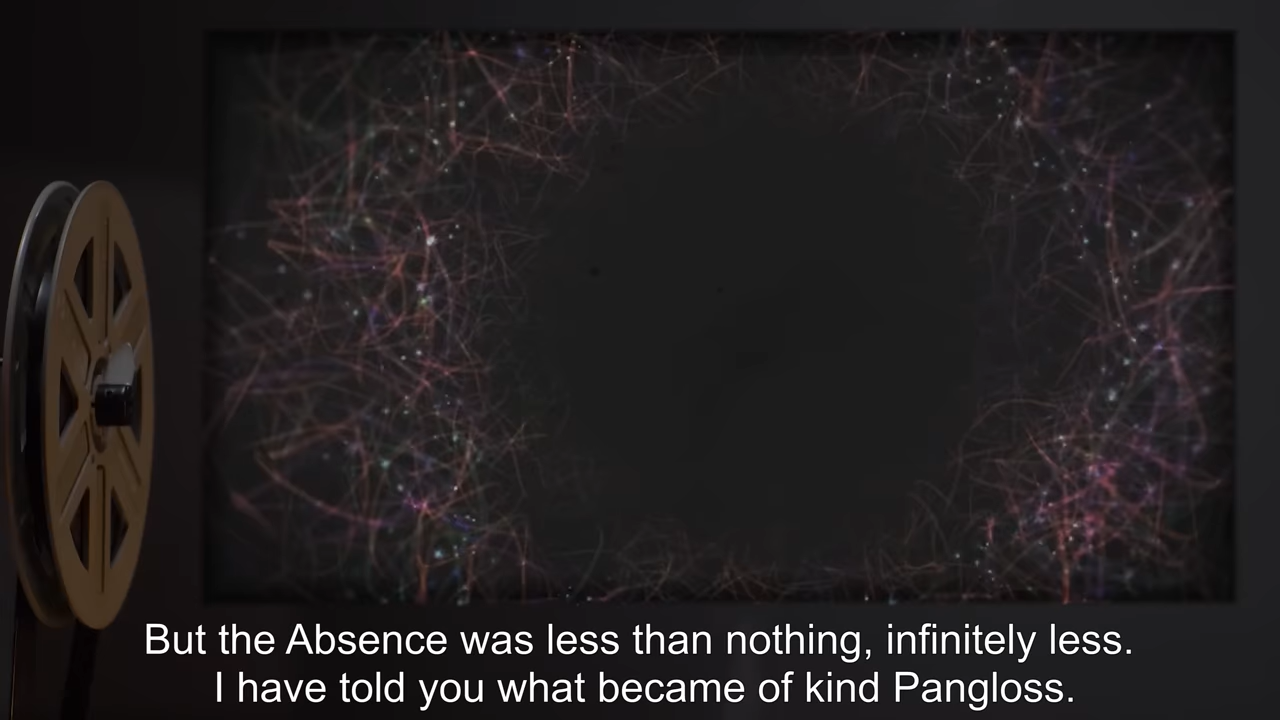 But the Absence was less than nothing, infinitely less.
I have told you what became of kind Pangloss.